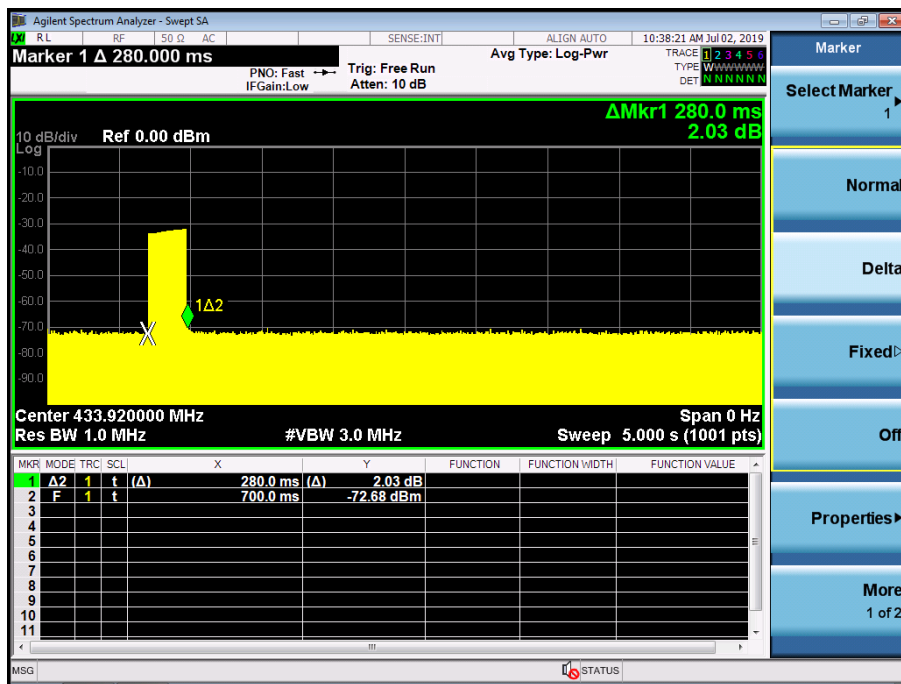 Agilent Spectrum Analyzer - Swept SA
LXI RL RF 50 Ω AC SENSE:INT ALIGN AUTO 10:38:21 AM Jul 02, 2019
Marker 1 Δ 280.000 ms
PNO: Fast
IFGain:Low
Trig: Free Run
Atten: 10 dB
Avg Type: Log-Pwr
TRACE 1 2 3 4 5 6
TYPE WWWWWW
DET N N N N N N
ΔMkr1 280.0 ms
2.03 dB
10 dB/div Ref 0.00 dBm
Log
-10.0
-20.0
-30.0
-40.0
-50.0
-60.0
-70.0
-80.0
-90.0
1Δ2
Center 433.920000 MHz Span 0 Hz
Res BW 1.0 MHz #VBW 3.0 MHz Sweep 5.000 s (1001 pts)
MKR MODE TRC SCL X Y FUNCTION FUNCTION WIDTH FUNCTION VALUE
1 Δ2 1 t (Δ) 280.0 ms (Δ) 2.03 dB
2 F 1 t 700.0 ms -72.68 dBm
3
4
5
6
7
8
9
10
11
MSG STATUS
Marker
Select Marker
1
Normal
Delta
Fixed
Off
Properties
More
1 of 2